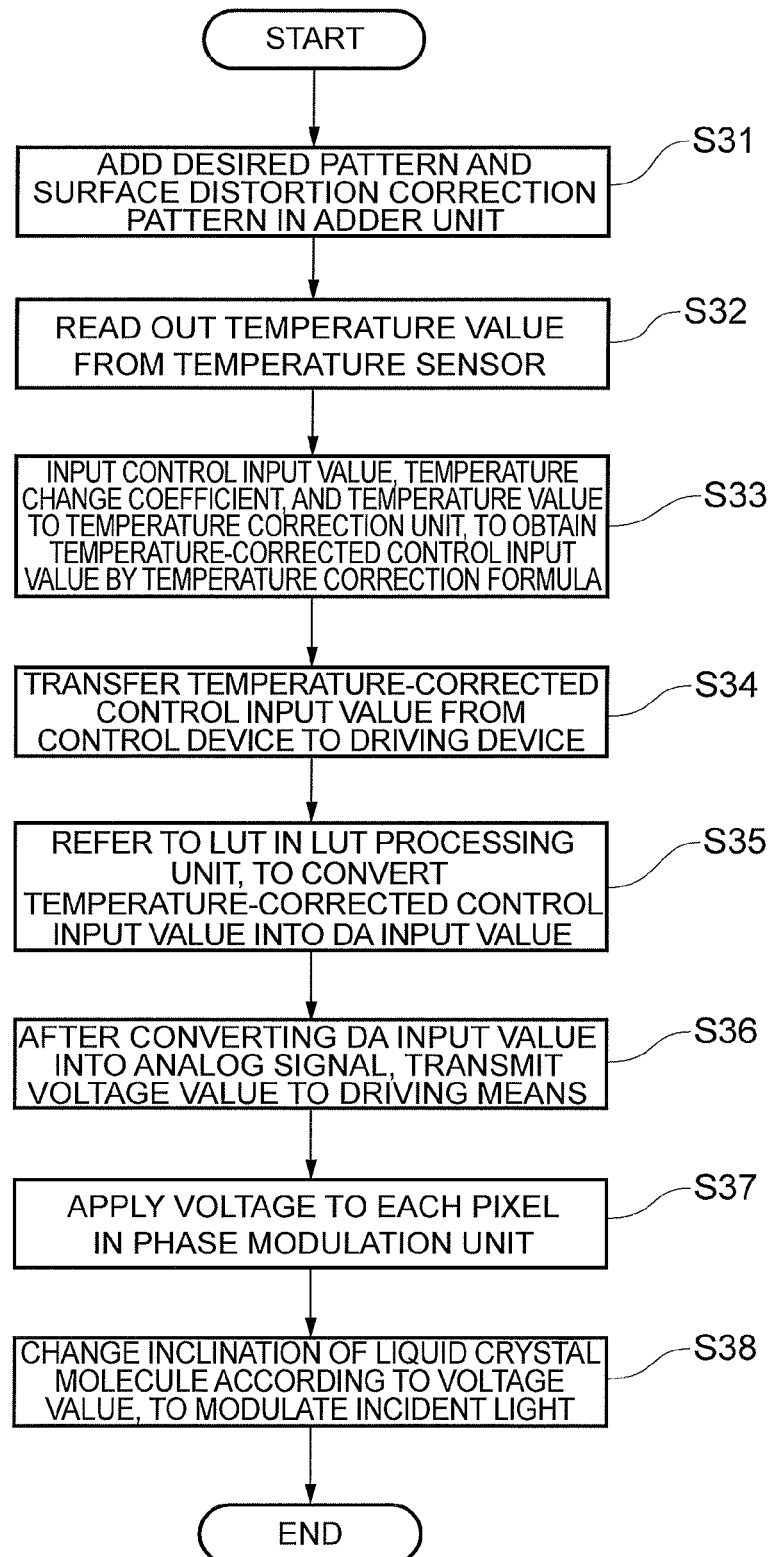 START
S31
ADD DESIRED PATTERN AND
SURFACE DISTORTION CORRECTION
PATTERN IN ADDER UNIT
S32
READ OUT TEMPERATURE VALUE
FROM TEMPERATURE SENSOR
S33
INPUT CONTROL INPUT VALUE, TEMPERATURE
CHANGE COEFFICIENT, AND TEMPERATURE VALUE
TO TEMPERATURE CORRECTION UNIT, TO OBTAIN
TEMPERATURE-CORRECTED CONTROL INPUT
VALUE BY TEMPERATURE CORRECTION FORMULA
S34
TRANSFER TEMPERATURE-CORRECTED
CONTROL INPUT VALUE FROM
CONTROL DEVICE TO DRIVING DEVICE
S35
REFER TO LUT IN LUT PROCESSING
UNIT, TO CONVERT
TEMPERATURE-CORRECTED CONTROL
INPUT VALUE INTO DA INPUT VALUE
S36
AFTER CONVERTING DA INPUT VALUE
INTO ANALOG SIGNAL, TRANSMIT
VOLTAGE VALUE TO DRIVING MEANS
S37
APPLY VOLTAGE TO EACH PIXEL
IN PHASE MODULATION UNIT
S38
CHANGE INCLINATION OF LIQUID CRYSTAL
MOLECULE ACCORDING TO VOLTAGE
VALUE, TO MODULATE INCIDENT LIGHT
END